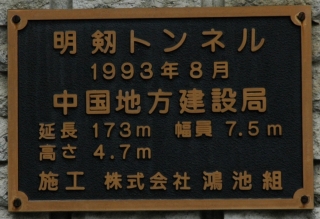 明剱トンネル
1993年8月
中国地方建設局
延長 173m 幅員 7.5m
高さ 4.7m
施工 株式会社 鴻池組